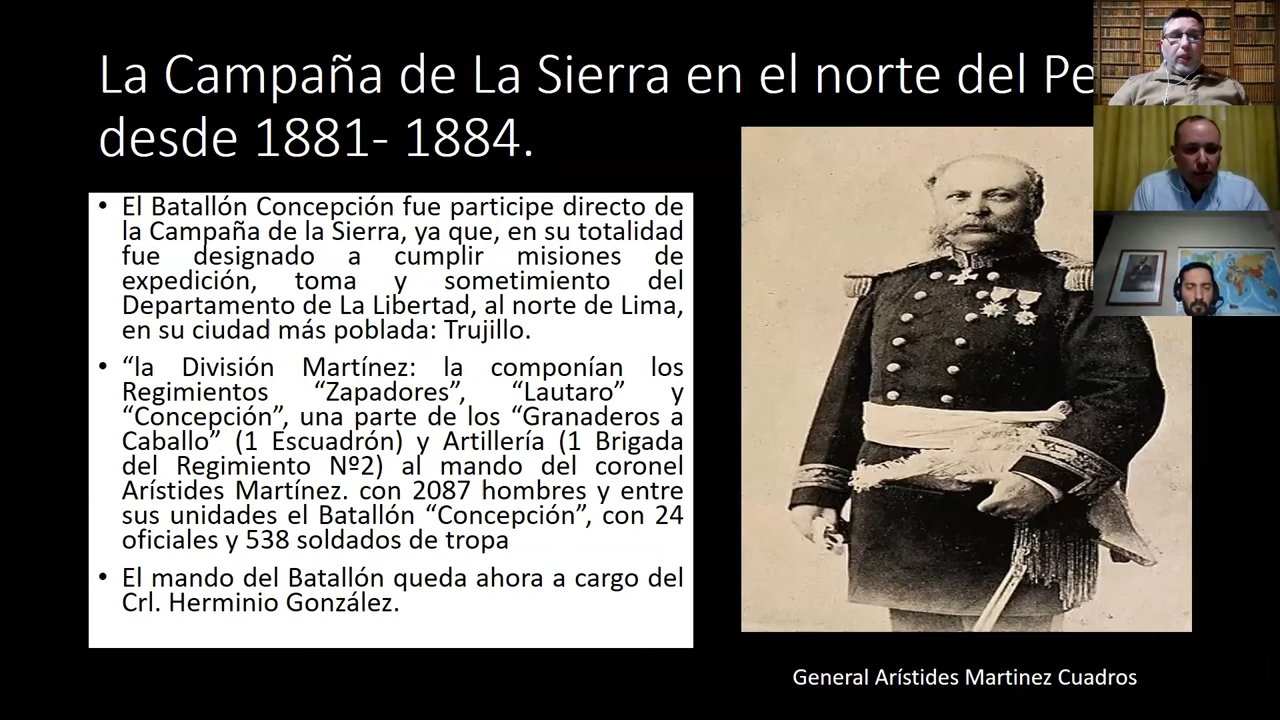 La Campaña de La Sierra en el norte del Pe
desde 1881- 1884.
• El Batallón Concepción fue participe directo de
la Campaña de la Sierra, ya que, en su totalidad
fue designado a cumplir misiones de
expedición, toma y sometimiento del
Departamento de La Libertad, al norte de Lima,
en su ciudad más poblada: Trujillo.
• “la División Martínez: la componían los
Regimientos “Zapadores”, “Lautaro” y
“Concepción”, una parte de los “Granaderos a
Caballo” (1 Escuadrón) y Artillería (1 Brigada
del Regimiento Nº2) al mando del coronel
Arístides Martínez. con 2087 hombres y entre
sus unidades el Batallón “Concepción”, con 24
oficiales y 538 soldados de tropa
• El mando del Batallón queda ahora a cargo del
Crl. Herminio González.
General Arístides Martinez Cuadros